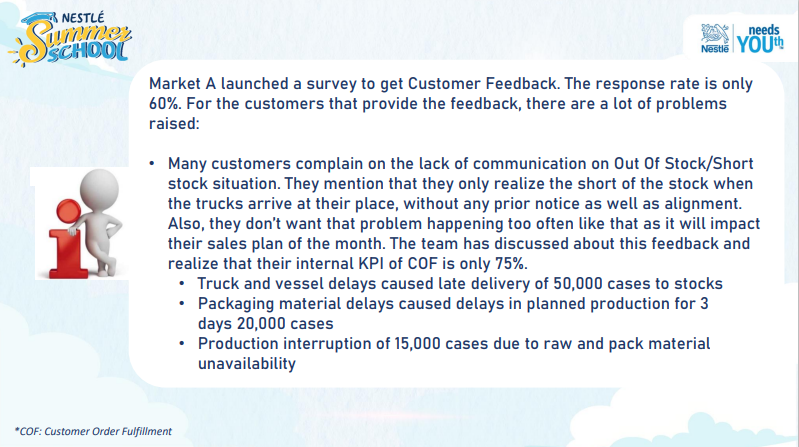 NESTLÉ
Summer
SCHOOL
Nestlé
needs
YOUth
Market A launched a survey to get Customer Feedback. The response rate is only
60%. For the customers that provide the feedback, there are a lot of problems
raised:
• Many customers complain on the lack of communication on Out Of Stock/Short
stock situation. They mention that they only realize the short of the stock when
the trucks arrive at their place, without any prior notice as well as alignment.
Also, they don't want that problem happening too often like that as it will impact
their sales plan of the month. The team has discussed about this feedback and
realize that their internal KPI of COF is only 75%.
• Truck and vessel delays caused late delivery of 50,000 cases to stocks
• Packaging material delays caused delays in planned production for 3
days 20,000 cases
• Production interruption of 15,000 cases due to raw and pack material
unavailability
*COF: Customer Order Fulfillment